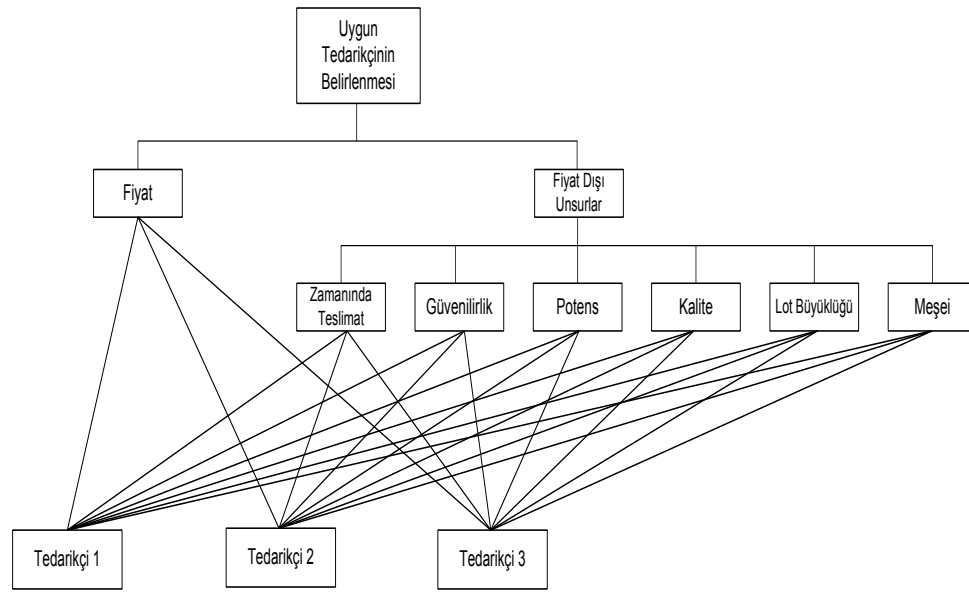 Uygun
Tedarikçinin
Belirlenmesi
Fiyat
Fiyat Dışı
Unsurlar
Zamanında
Teslimat
Güvenilirlik
Potens
Kalite
Lot Büyüklüğü
Meşei
Tedarikçi 1
Tedarikçi 2
Tedarikçi 3